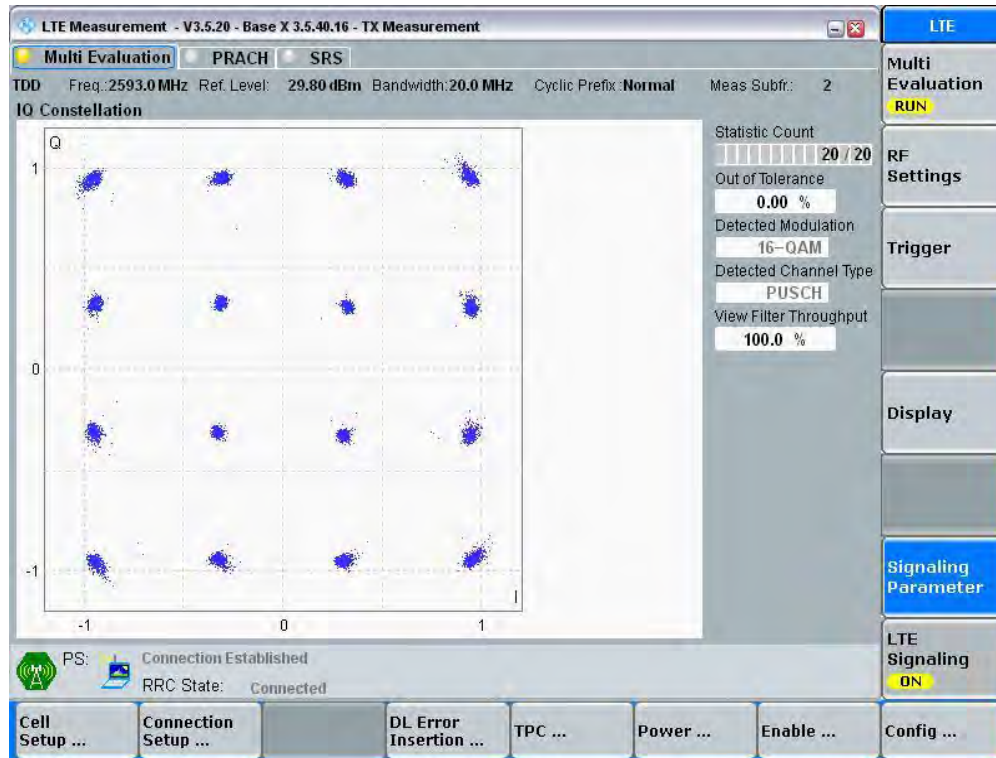 LTE Measurement - V3.5.20 - Base X 3.5.40.16 - TX Measurement
LTE
Multi Evaluation PRACH SRS
TDD Freq.:2593.0 MHz Ref. Level: 29.80 dBm Bandwidth:20.0 MHz Cyclic Prefix :Normal Meas Subfr.: 2
IQ Constellation
Q
1
0
-1
-1 0 1
I
Statistic Count
20 / 20
Out of Tolerance
0.00 %
Detected Modulation
16-QAM
Detected Channel Type
PUSCH
View Filter Throughput
100.0 %
Multi
Evaluation
RUN
RF
Settings
Trigger
Display
Signaling
Parameter
LTE
Signaling
ON
PS: Connection Established
RRC State: Connected
Cell
Setup ...
Connection
Setup ...
DL Error
Insertion ...
TPC ...
Power ...
Enable ...
Config ...